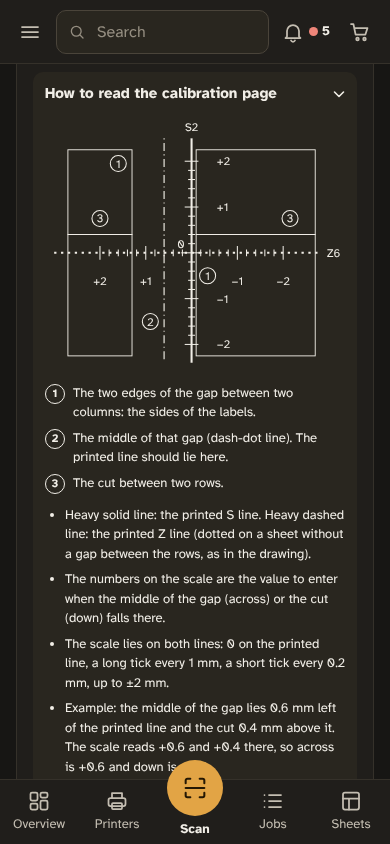 Search
5
How to read the calibration page
S2
+2
1
+1
3
3
0
Z6
+2
+1
1
−1
−2
−1
2
−2
1 The two edges of the gap between two
columns: the sides of the labels.
2 The middle of that gap (dash-dot line). The
printed line should lie here.
3 The cut between two rows.
• Heavy solid line: the printed S line. Heavy dashed
line: the printed Z line (dotted on a sheet without
a gap between the rows, as in the drawing).
• The numbers on the scale are the value to enter
when the middle of the gap (across) or the cut
(down) falls there.
• The scale lies on both lines: 0 on the printed
line, a long tick every 1 mm, a short tick every 0.2
mm, up to ±2 mm.
• Example: the middle of the gap lies 0.6 mm left
of the printed line and the cut 0.4 mm above it.
The scale reads +0.6 and +0.4 there, so across
is +0.6 and down is
Overview
Printers
Scan
Jobs
Sheets